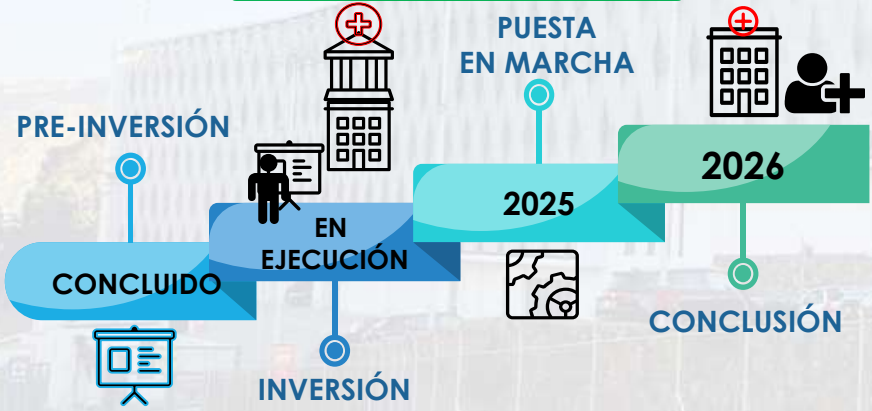 PRE-INVERSIÓN
CONCLUIDO
EN
EJECUCIÓN
INVERSIÓN
PUESTA
EN MARCHA
2025
2026
CONCLUSIÓN